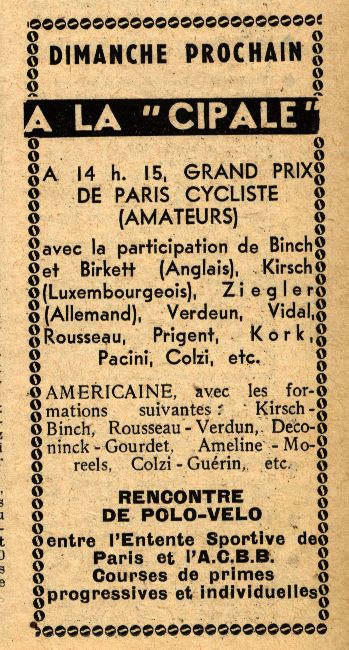 DIMANCHE PROCHAIN
A LA "CIPALE"
A 14 h. 15, GRAND PRIX
DE PARIS CYCLISTE
(AMATEURS)
avec la participation de Binch
et Birkett (Anglais), Kirsch
(Luxembourgeois), Ziegler
(Allemand), Verdeun, Vidal,
Rousseau, Prigent, Kork,
Pacini, Colzi, etc.
AMERICAINE, avec les for-
mations suivantes : Kirsch-
Binch, Rousseau-Verdun, Deco-
ninck-Gourdet, Ameline-Mo-
reels, Colzi-Guérin, etc.
RENCONTRE
DE POLO-VELO
entre l'Entente Sportive de
Paris et l'A.C.B.B.
Courses de primes
progressives et individuelles